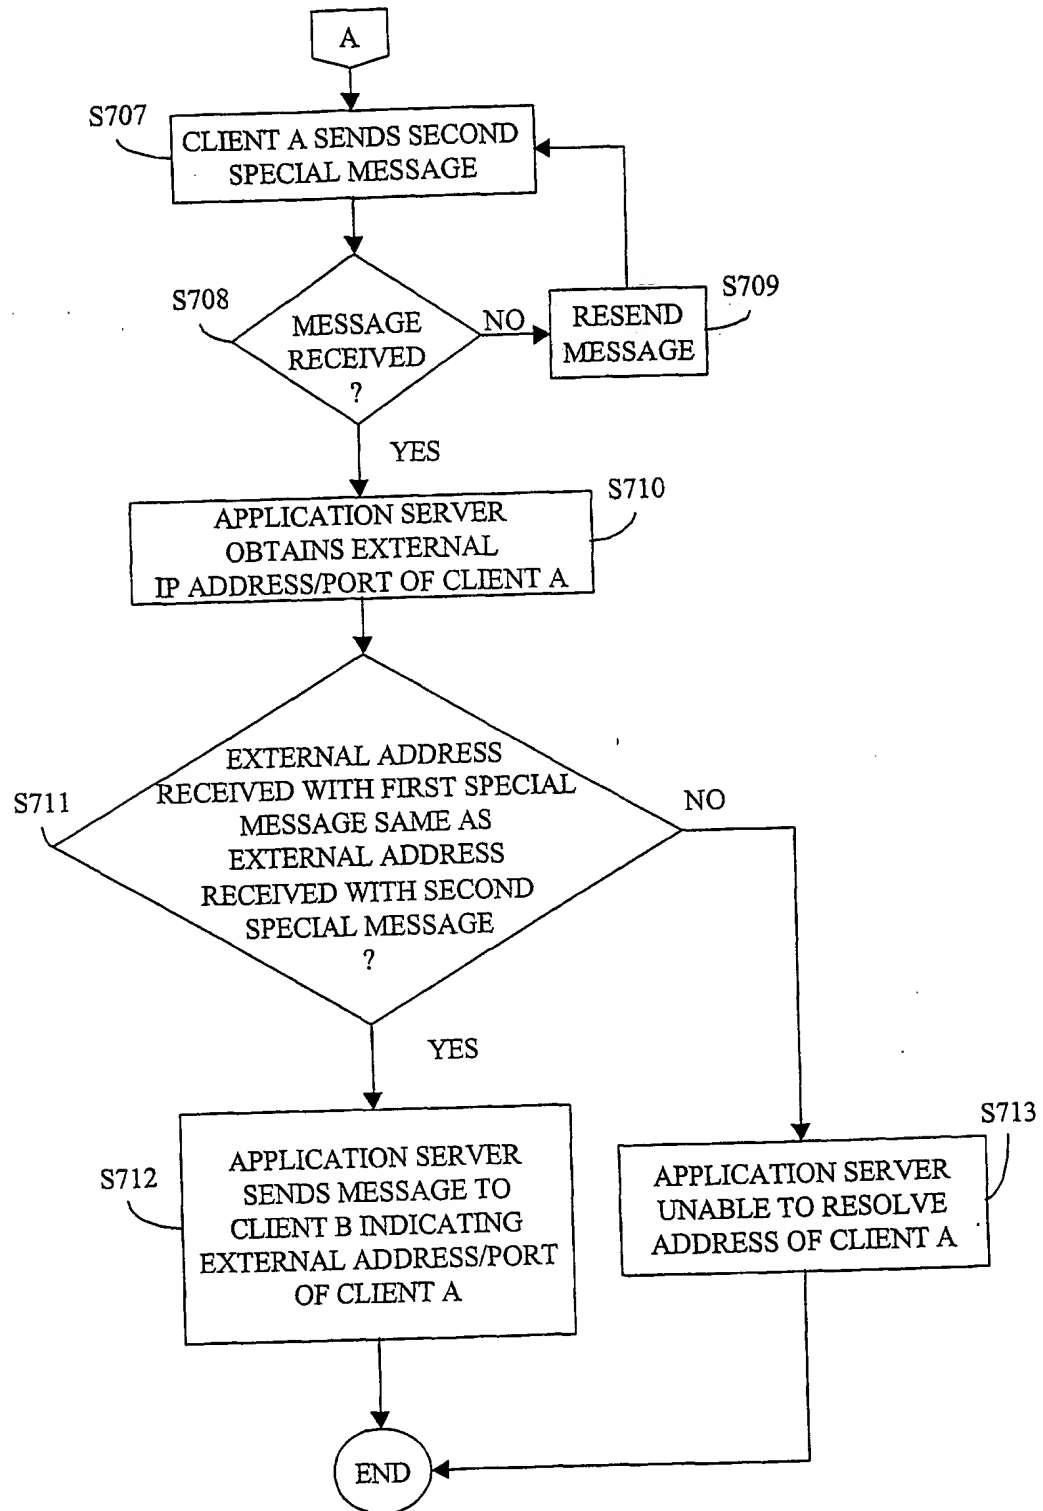 A
S707
CLIENT A SENDS SECOND
SPECIAL MESSAGE
S708
MESSAGE
RECEIVED
?
NO
S709
RESEND
MESSAGE
YES
S710
APPLICATION SERVER
OBTAINS EXTERNAL
IP ADDRESS/PORT OF CLIENT A
S711
EXTERNAL ADDRESS
RECEIVED WITH FIRST SPECIAL
MESSAGE SAME AS
EXTERNAL ADDRESS
RECEIVED WITH SECOND
SPECIAL MESSAGE
?
NO
YES
S712
APPLICATION SERVER
SENDS MESSAGE TO
CLIENT B INDICATING
EXTERNAL ADDRESS/PORT
OF CLIENT A
S713
APPLICATION SERVER
UNABLE TO RESOLVE
ADDRESS OF CLIENT A
END